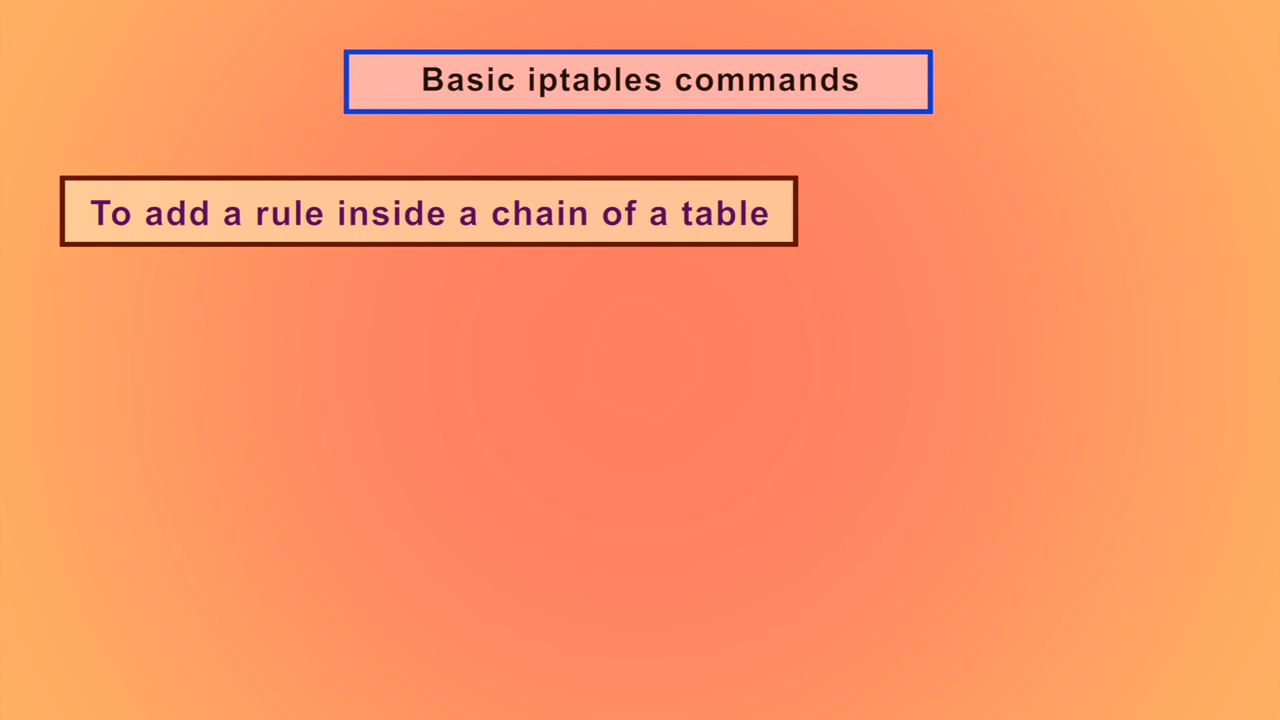 Basic iptables commands
To add a rule inside a chain of a table